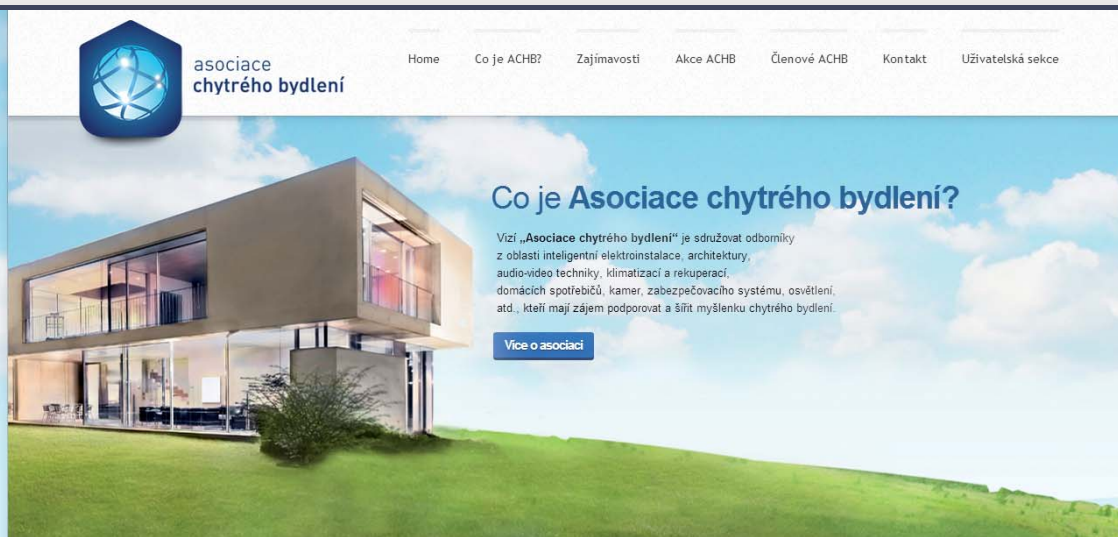 asociace
chytrého bydlení
Home
Co je ACHB?
Zajímavosti
Akce ACHB
Členové ACHB
Kontakt
Uživatelská sekce
Co je Asociace chytrého bydlení?
Vizí „Asociace chytrého bydlení“ je sdružovat odborníky
z oblasti inteligentní elektroinstalace, architektury,
audio-video techniky, klimatizací a rekuperací,
domácích spotřebičů, kamer, zabezpečovacího systému, osvětlení,
atd., kteří mají zájem podporovat a šířit myšlenku chytrého bydlení.
Více o asociaci